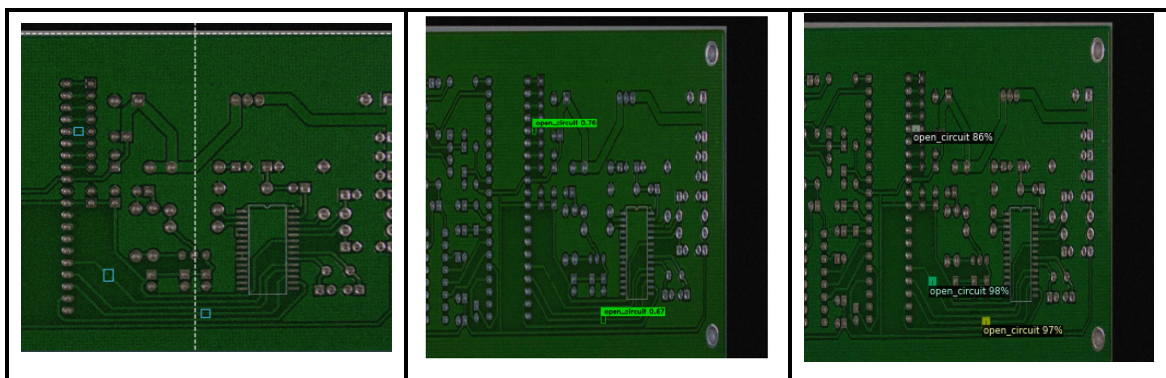 open_circuit 0.76
open_circuit 0.67
open_circuit 86%
open_circuit 98%
open_circuit 97%